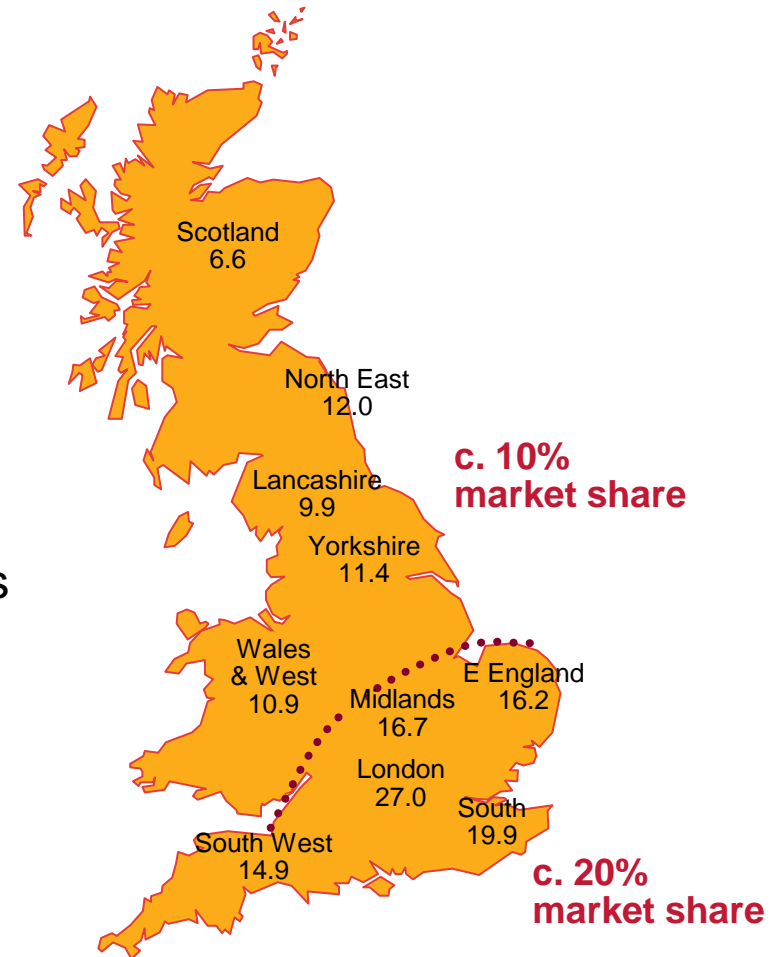 Scotland
6.6
North East
12.0
c. 10%
market share
Lancashire
9.9
Yorkshire
11.4
s
Wales
& West
10.9
E England
16.2
Midlands
16.7
London
27.0
South
19.9
South West
14.9
c. 20%
market share